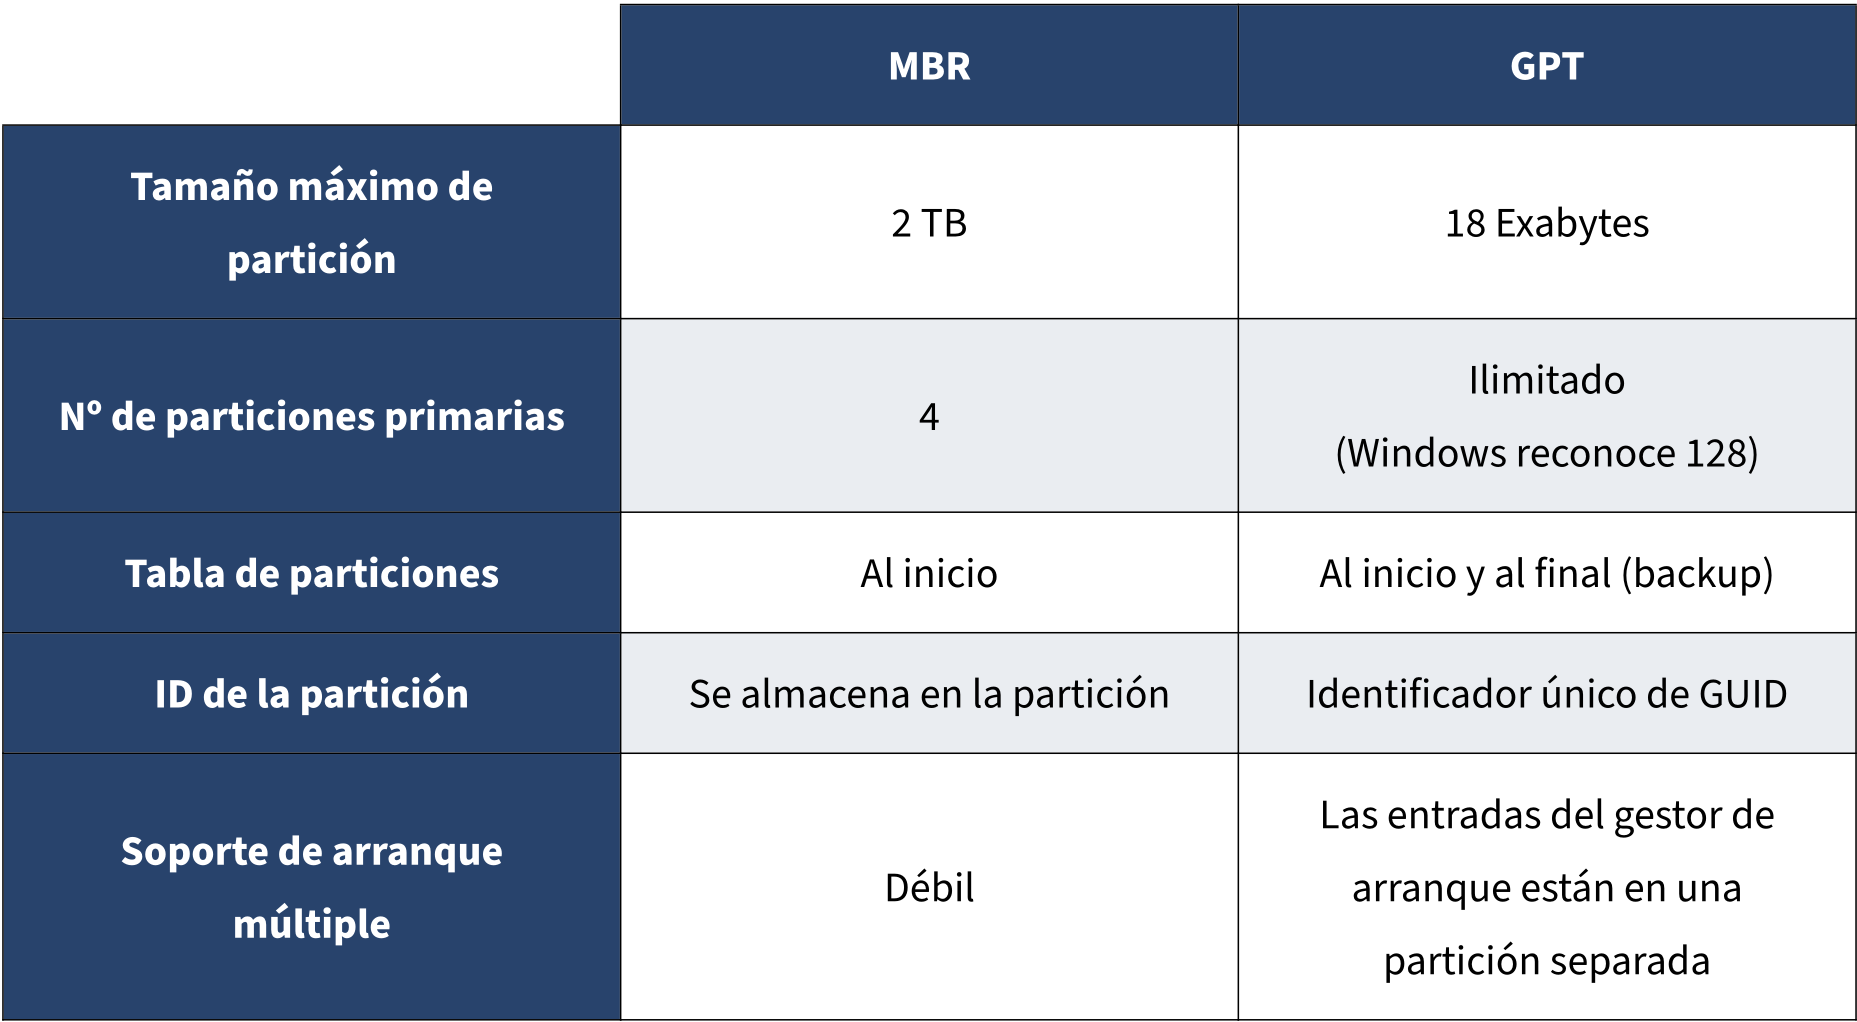 MBR
GPT
Tamaño máximo de
partición
2 TB
18 Exabytes
Nº de particiones primarias
4
Ilimitado
(Windows reconoce 128)
Tabla de particiones
Al inicio
Al inicio y al final (backup)
ID de la partición
Se almacena en la partición
Identificador único de GUID
Soporte de arranque
múltiple
Débil
Las entradas del gestor de
arranque están en una
partición separada